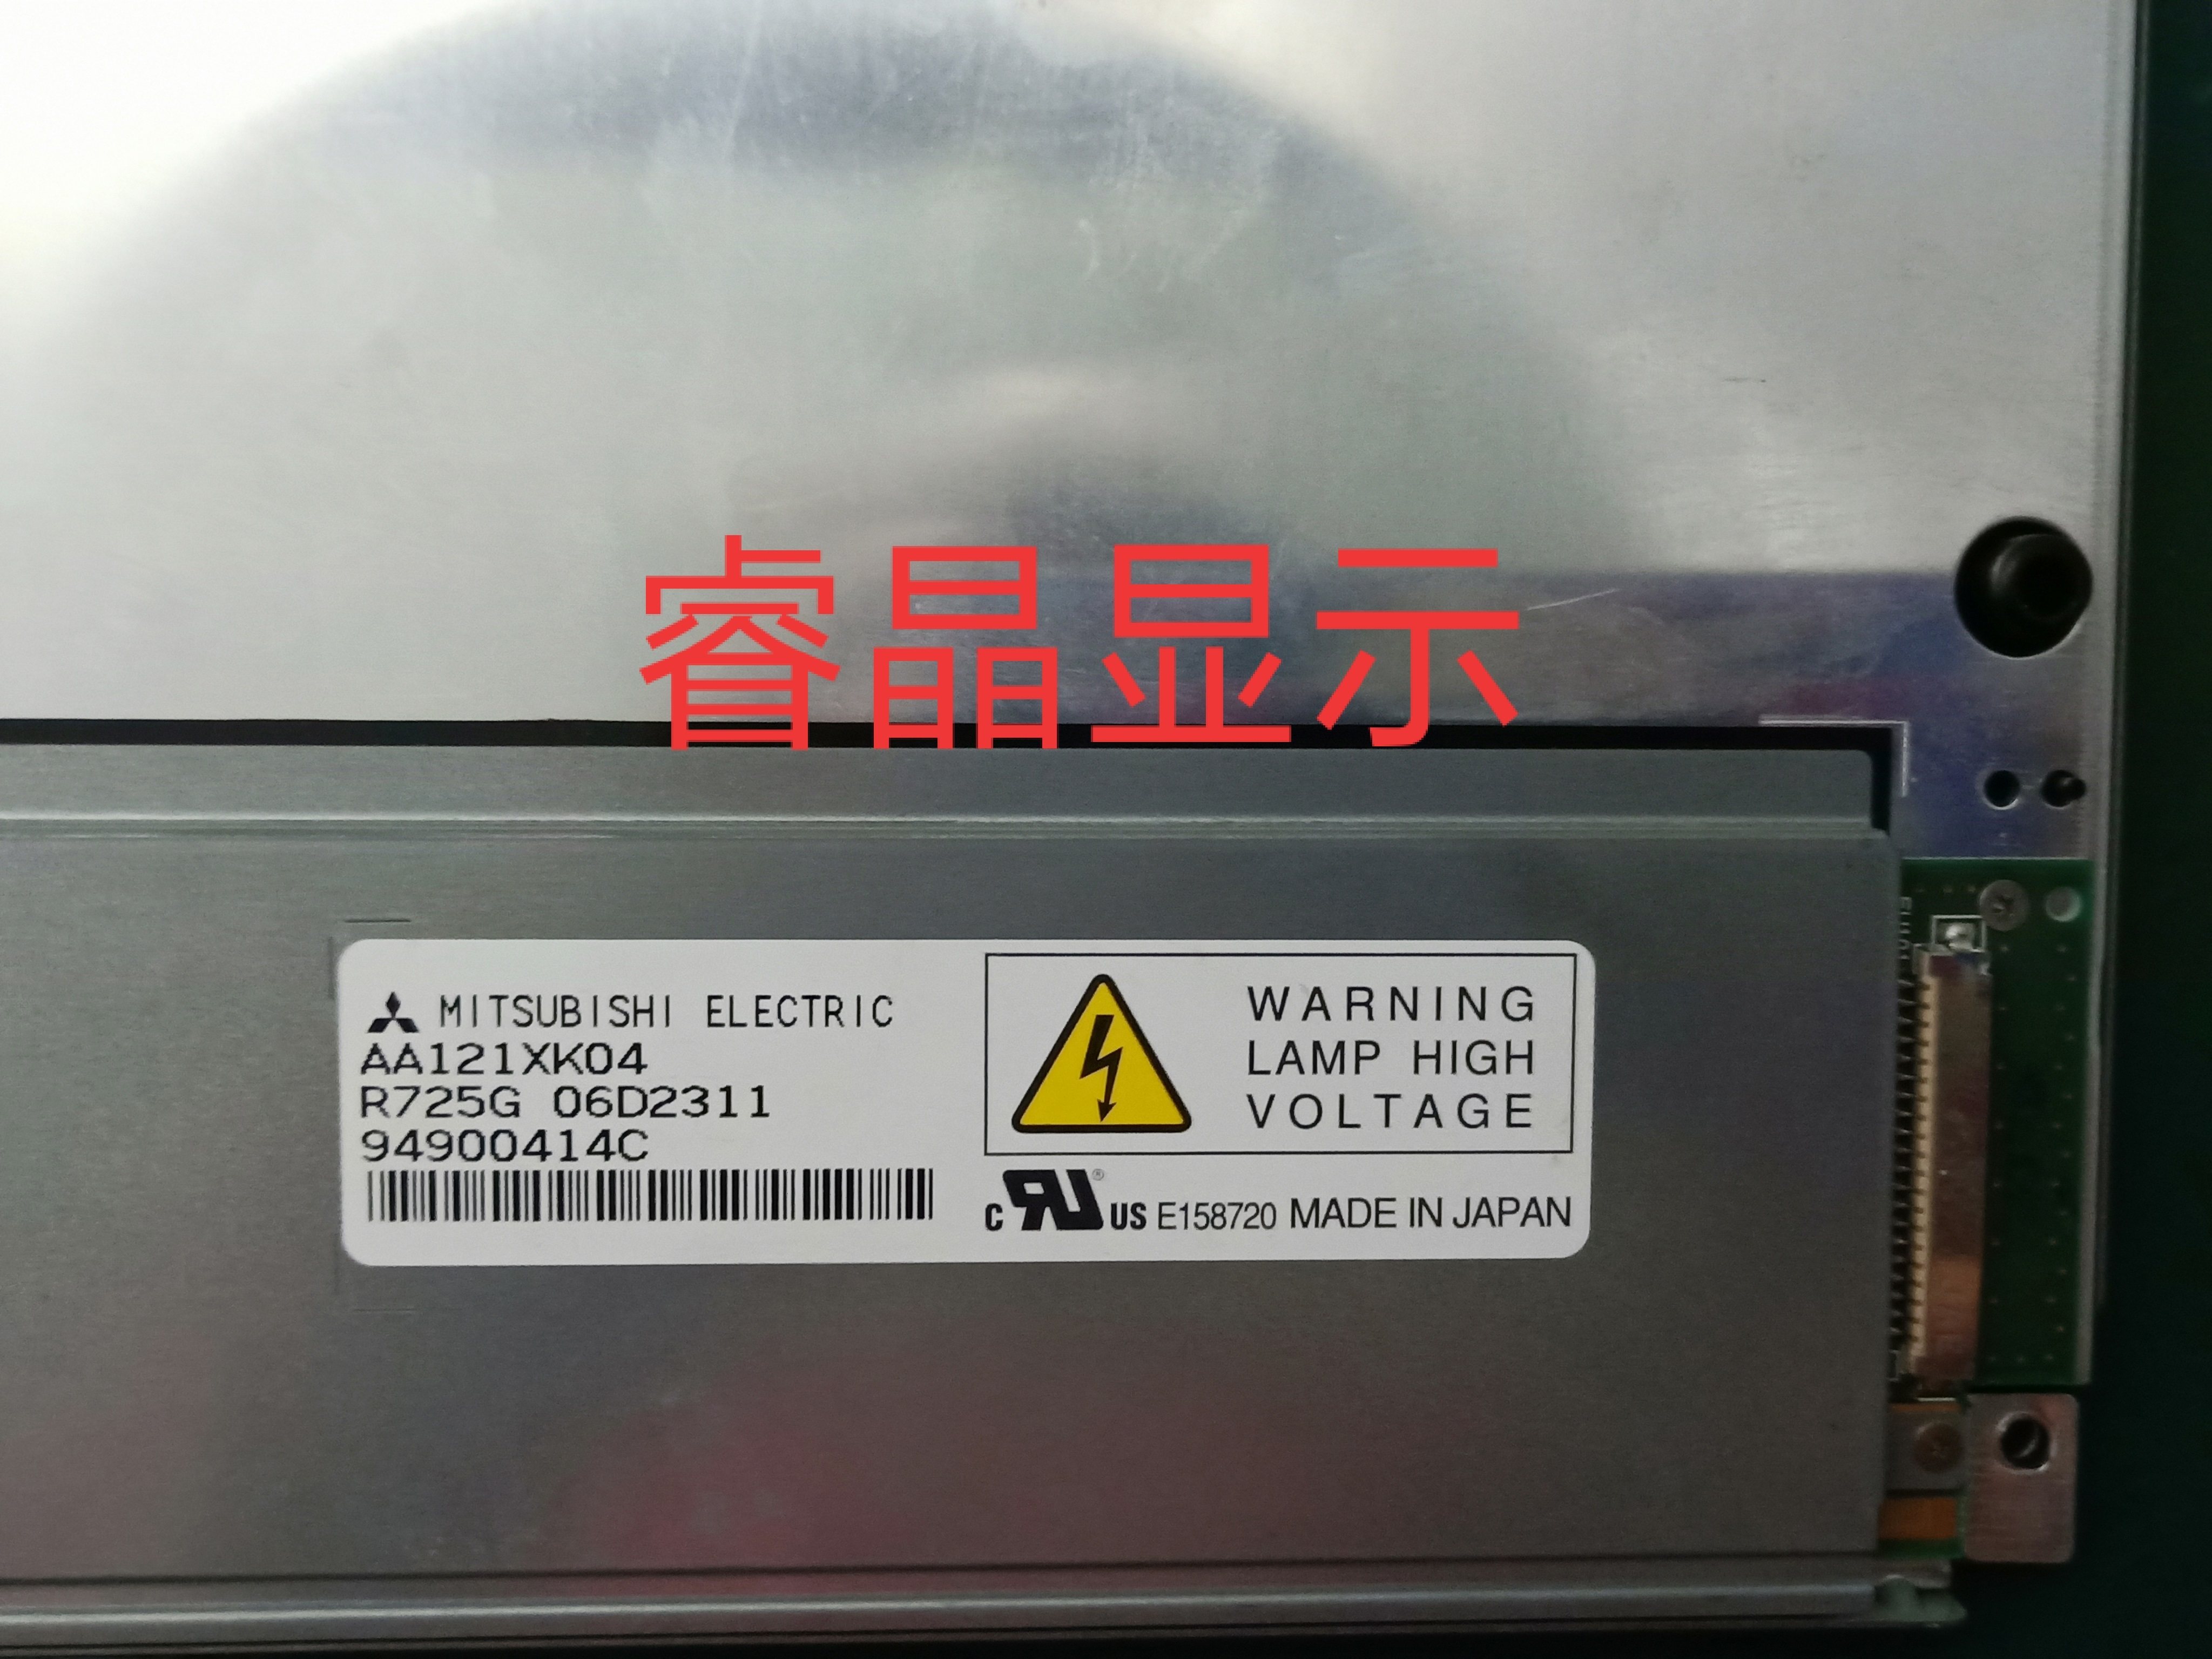 睿晶显示
MITSUBISHI ELECTRIC
AA121XK04
R725G 06D2311
94900414C
WARNING
LAMP HIGH
VOLTAGE
c RU ® US E158720 MADE IN JAPAN